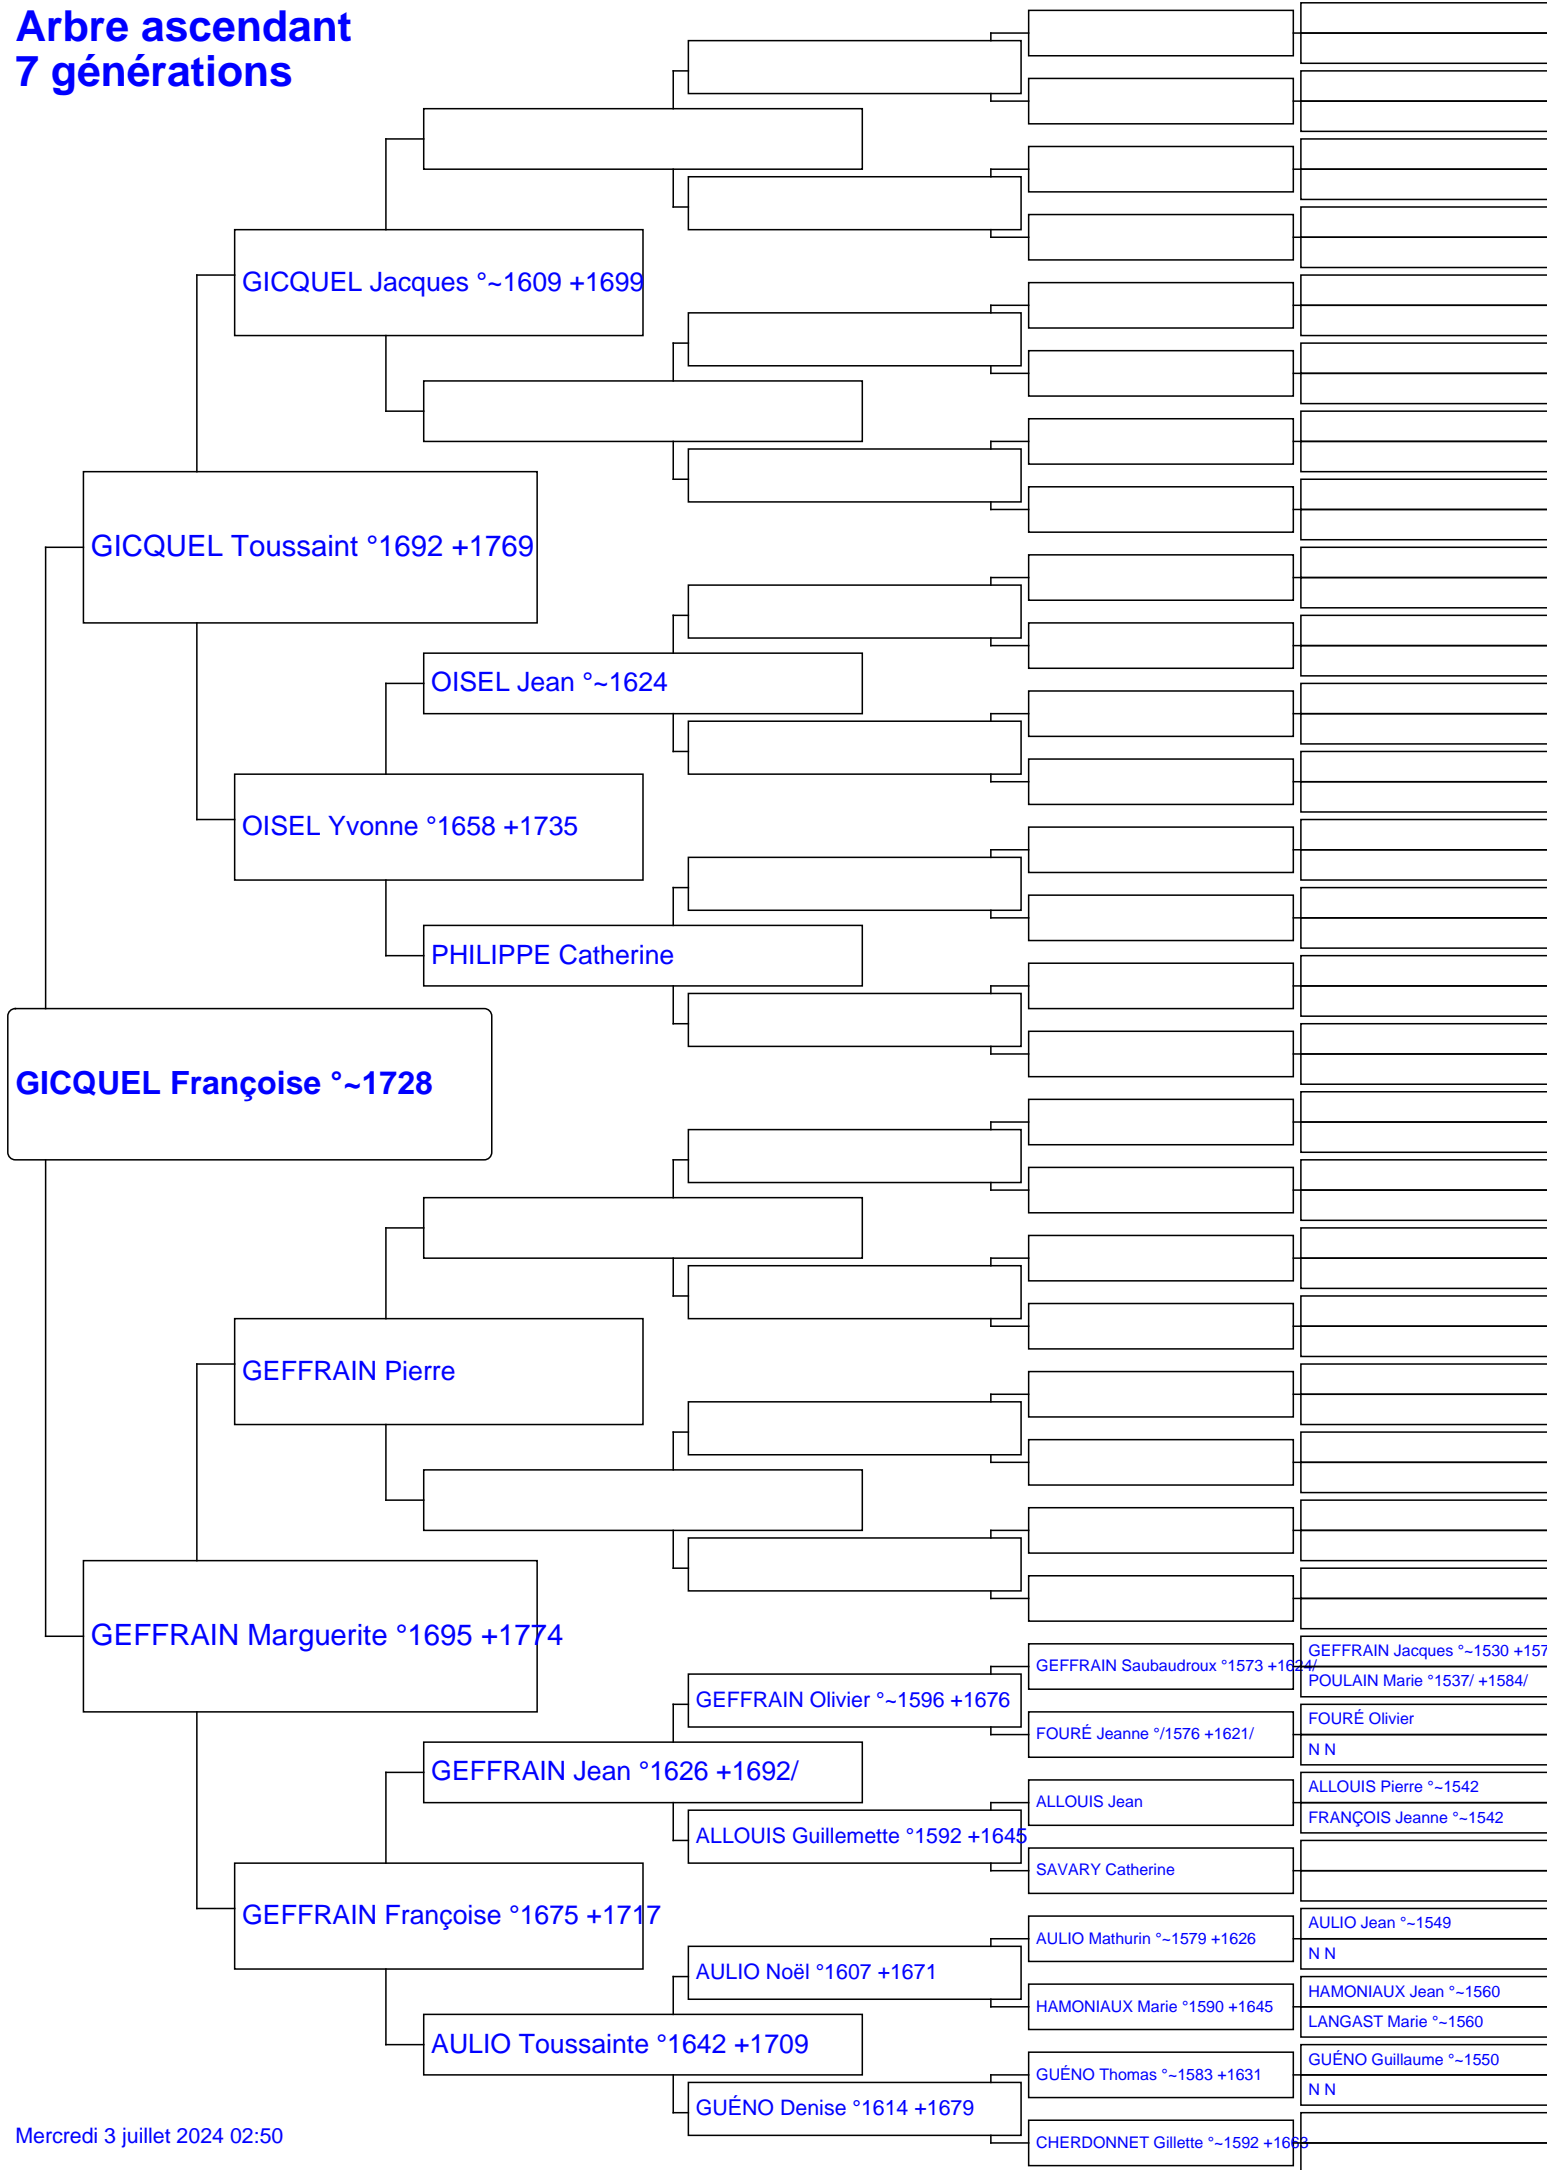 Arbre ascendant
7 générations
GICQUEL Jacques °~1609 +1699
GICQUEL Toussaint °1692 +1769
OISEL Jean °~1624
OISEL Yvonne °1658 +1735
PHILIPPE Catherine
GICQUEL Françoise °~1728
GEFFRAIN Pierre
GEFFRAIN Marguerite °1695 +1774
GEFFRAIN Jacques °~1530 +157
GEFFRAIN Saubaudroux °1573 +1624/
POULAIN Marie °1537/ +1584/
GEFFRAIN Olivier °~1596 +1676
FOURÉ Olivier
FOURÉ Jeanne °/1576 +1621/
N N
GEFFRAIN Jean °1626 +1692/
ALLOUIS Pierre °~1542
ALLOUIS Jean
FRANÇOIS Jeanne °~1542
ALLOUIS Guillemette °1592 +1645
SAVARY Catherine
GEFFRAIN Françoise °1675 +1717
AULIO Jean °~1549
AULIO Mathurin °~1579 +1626
N N
AULIO Noël °1607 +1671
HAMONIAUX Jean °~1560
HAMONIAUX Marie °1590 +1645
LANGAST Marie °~1560
AULIO Toussainte °1642 +1709
GUÉNO Guillaume °~1550
GUÉNO Thomas °~1583 +1631
N N
GUÉNO Denise °1614 +1679
CHERDONNET Gillette °~1592 +1663
Mercredi 3 juillet 2024 02:50